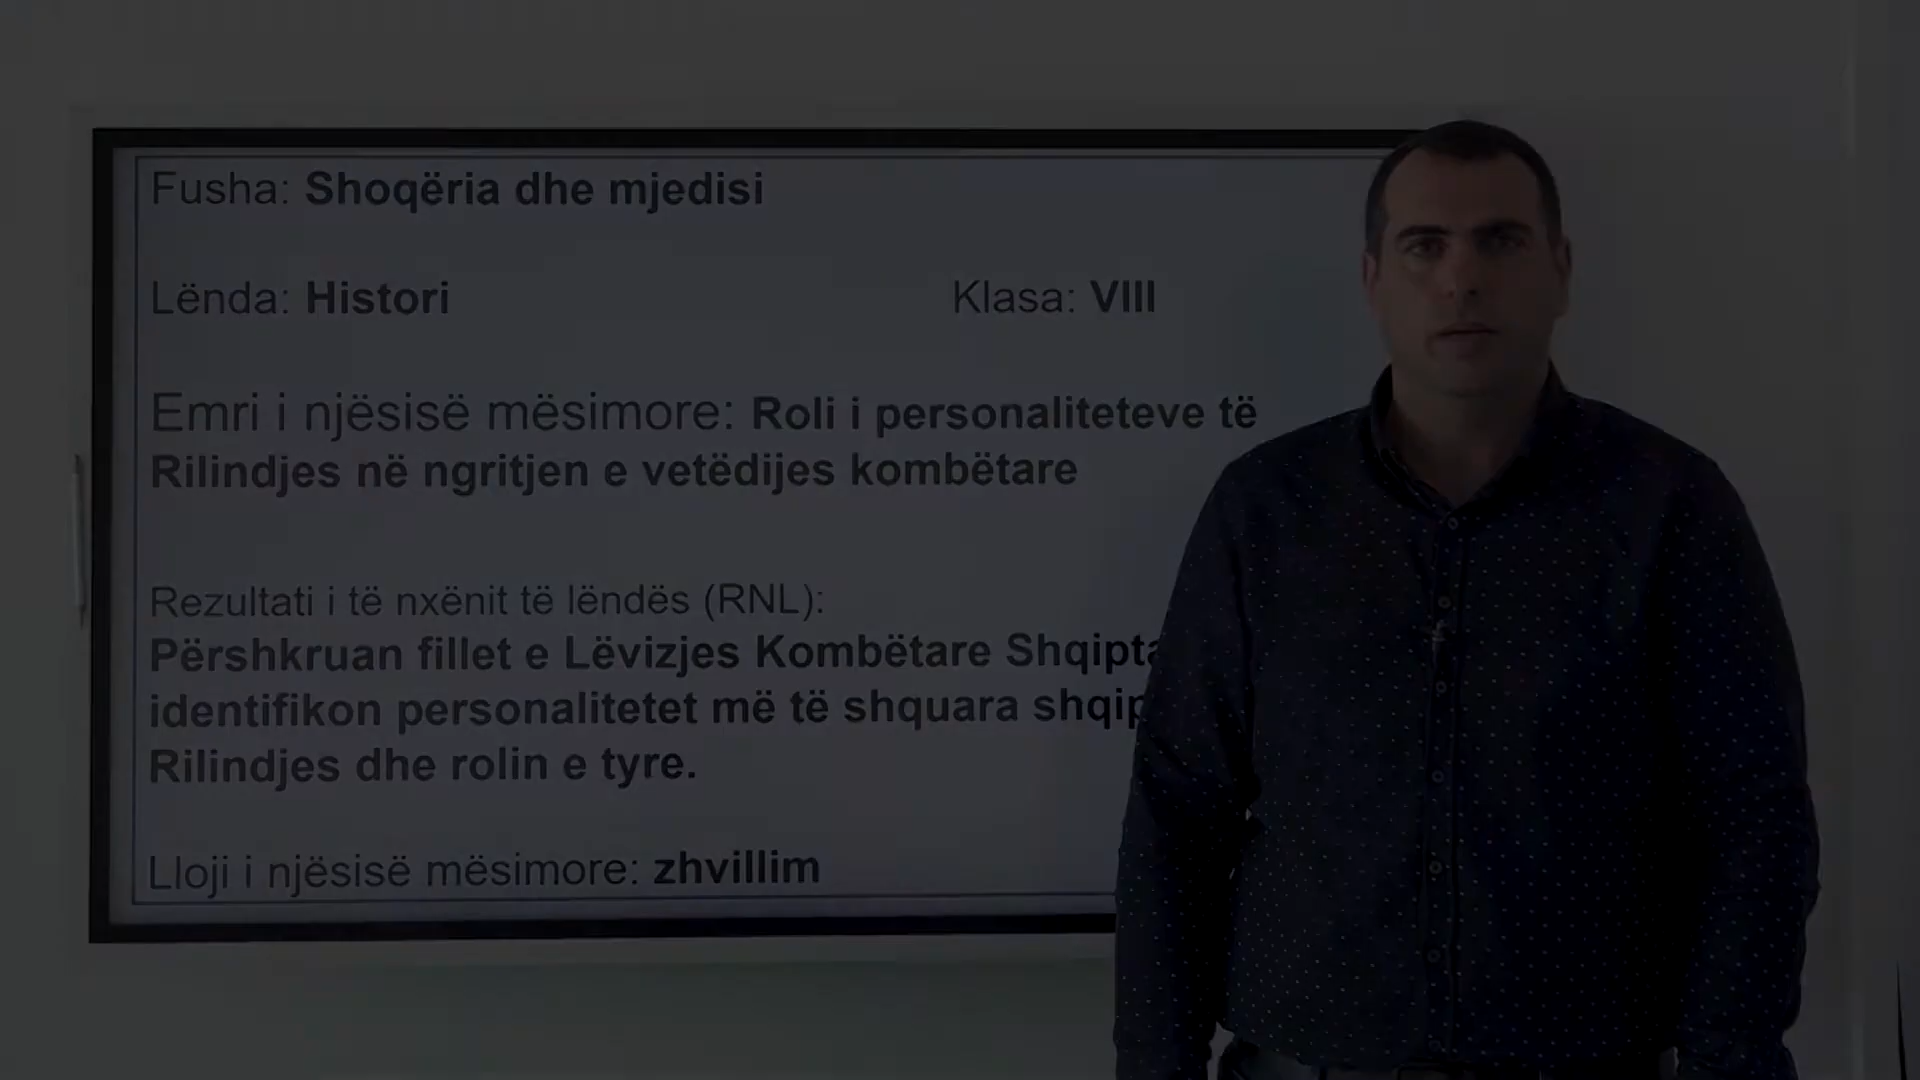 Fusha: Shoqëria dhe mjedisi
Lënda: Histori Klasa: VIII
Emri i njësisë mësimore: Roli i personaliteteve të
Rilindjes në ngritjen e vetëdijes kombëtare
Rezultati i të nxënit të lëndës (RNL):
Përshkruan fillet e Lëvizjes Kombëtare
identifikon personalitetet më të shquara
Rilindjes dhe rolin e tyre.
Lloji i njësisë mësimore: zhvillim